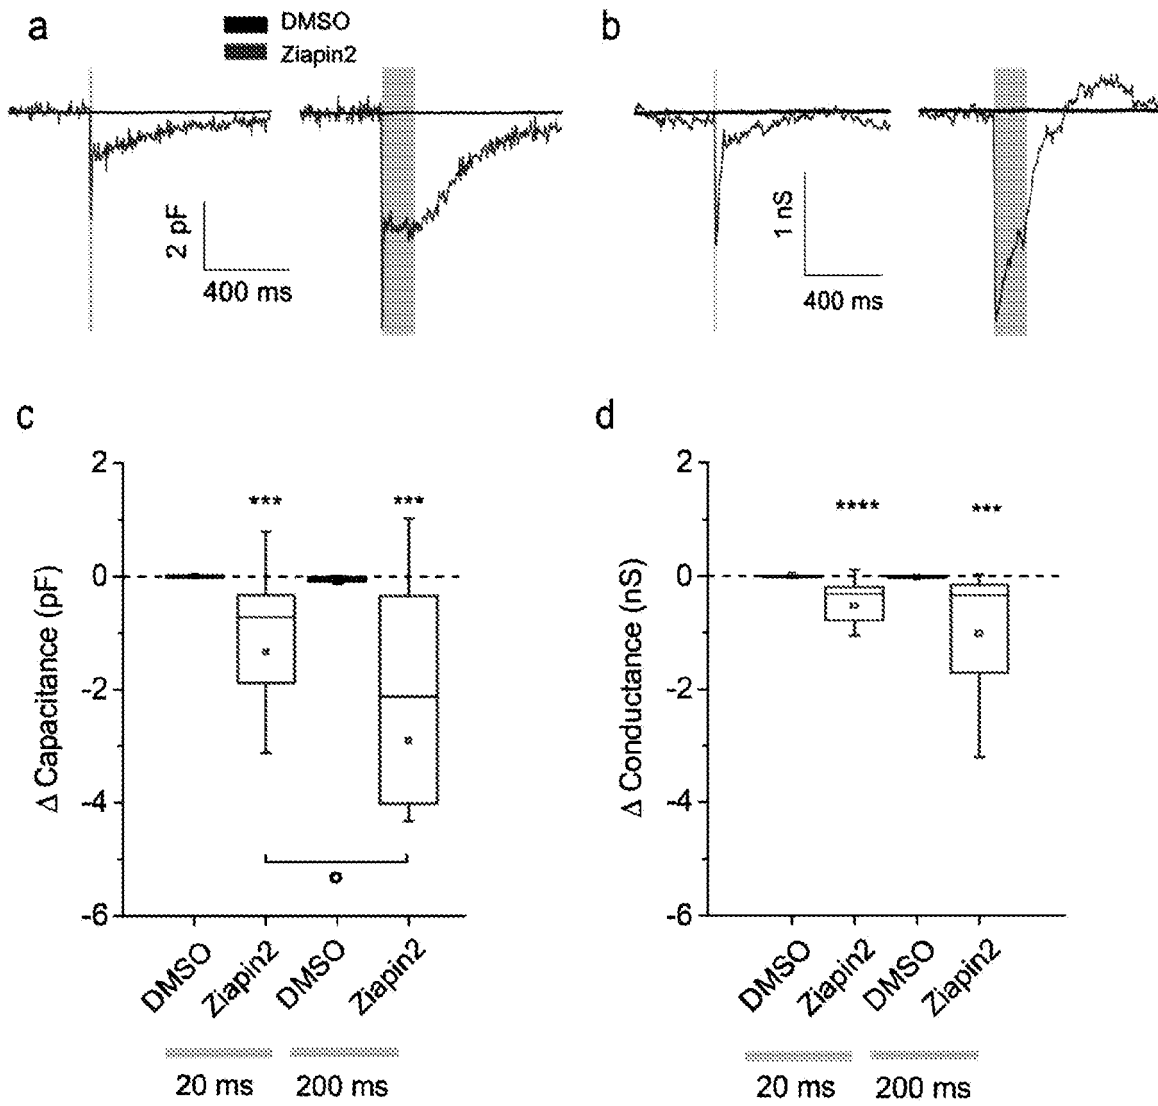 a
DMSO
Ziapin2
b
2 pF
400 ms
1 nS
400 ms
c
Δ Capacitance (pF)
2
0
-2
-4
-6
***
***
DMSO
Ziapin2
DMSO
Ziapin2
20 ms
200 ms
d
Δ Conductance (nS)
2
0
-2
-4
-6
****
***
DMSO
Ziapin2
DMSO
Ziapin2
20 ms
200 ms